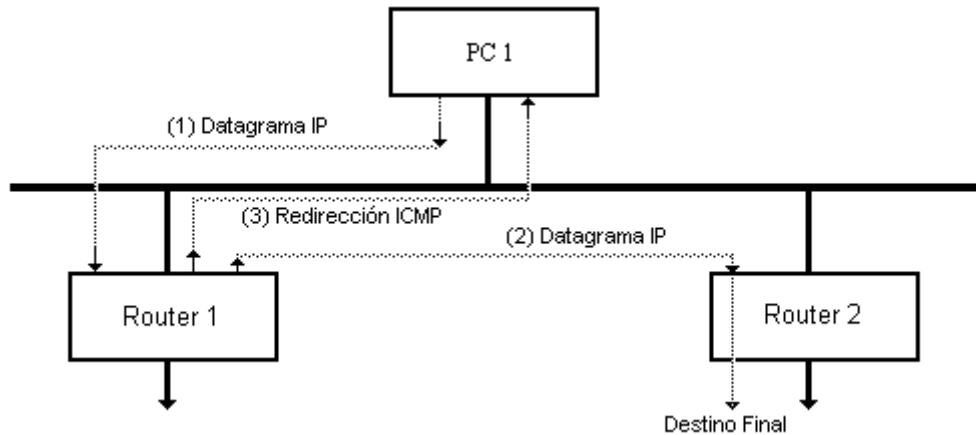 PC 1
(1) Datagrama IP
(3) Redirección ICMP
(2) Datagrama IP
Router 1
Router 2
Destino Final